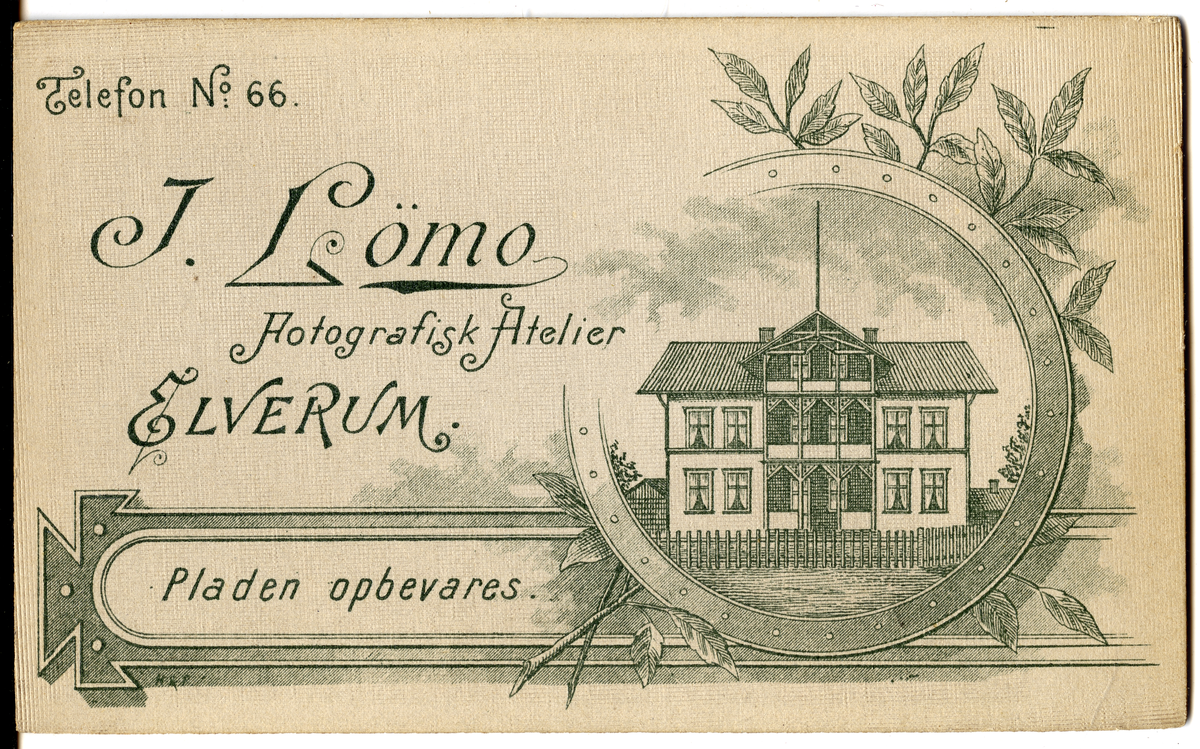 Telefon No. 66.
J. Lömo
Fotografisk Atelier
ELVERUM.
Pladen opbevares.